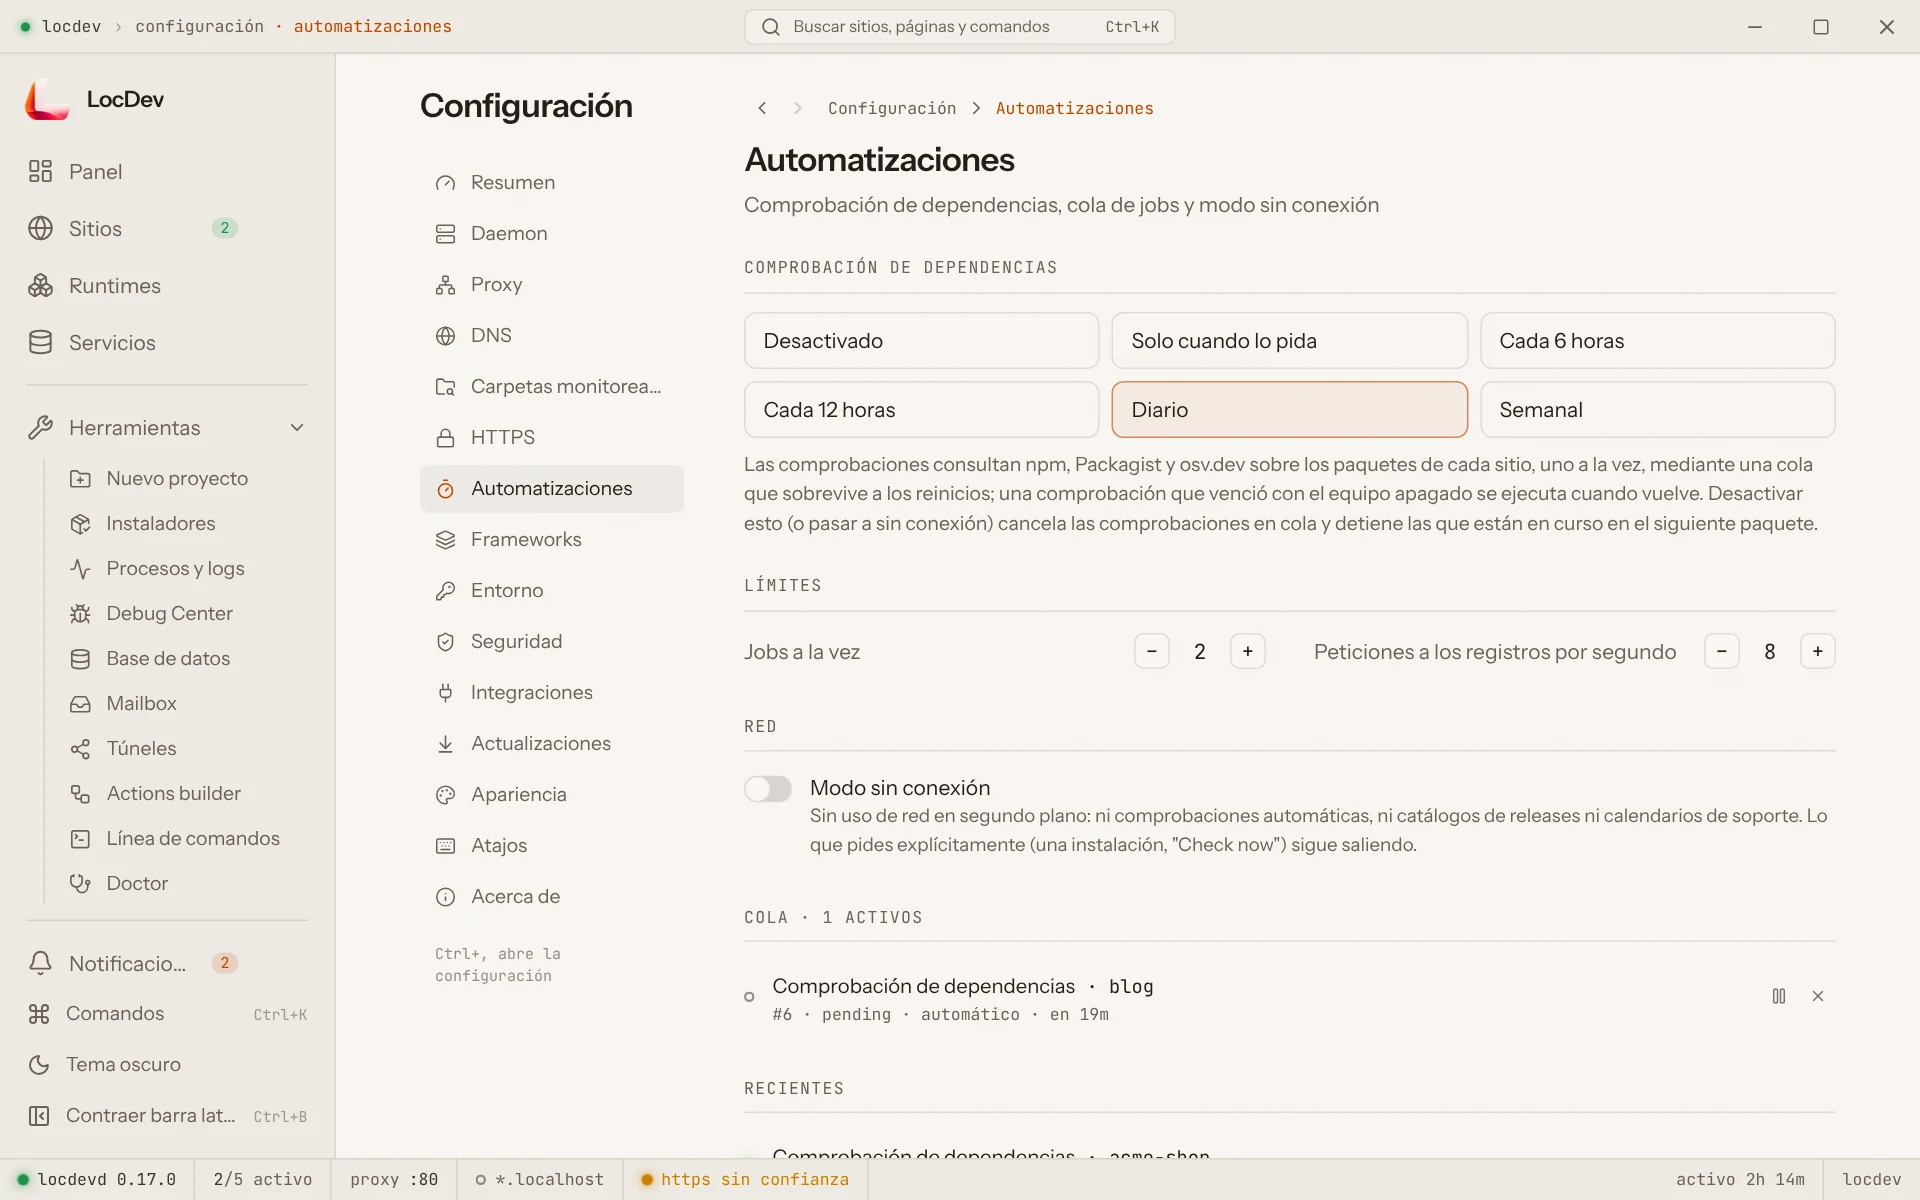 locdev › configuración · automatizaciones
Buscar sitios, páginas y comandos Ctrl+K
LocDev
Panel
Sitios 2
Runtimes
Servicios
Herramientas
Nuevo proyecto
Instaladores
Procesos y logs
Debug Center
Base de datos
Mailbox
Túneles
Actions builder
Línea de comandos
Doctor
Notificacio... 2
Comandos Ctrl+K
Tema oscuro
Contraer barra lat... Ctrl+B
Configuración
Resumen
Daemon
Proxy
DNS
Carpetas monitorea...
HTTPS
Automatizaciones
Frameworks
Entorno
Seguridad
Integraciones
Actualizaciones
Apariencia
Atajos
Acerca de
Ctrl+, abre la
configuración
Configuración > Automatizaciones
Automatizaciones
Comprobación de dependencias, cola de jobs y modo sin conexión
COMPROBACIÓN DE DEPENDENCIAS
Desactivado
Solo cuando lo pida
Cada 6 horas
Cada 12 horas
Diario
Semanal
Las comprobaciones consultan npm, Packagist y osv.dev sobre los paquetes de cada sitio, uno a la vez, mediante una cola
que sobrevive a los reinicios; una comprobación que venció con el equipo apagado se ejecuta cuando vuelve. Desactivar
esto (o pasar a sin conexión) cancela las comprobaciones en cola y detiene las que están en curso en el siguiente paquete.
LÍMITES
Jobs a la vez − 2 + Peticiones a los registros por segundo − 8 +
RED
Modo sin conexión
Sin uso de red en segundo plano: ni comprobaciones automáticas, ni catálogos de releases ni calendarios de soporte. Lo
que pides explícitamente (una instalación, "Check now") sigue saliendo.
COLA · 1 ACTIVOS
Comprobación de dependencias · blog
#6 · pending · automático · en 19m
RECIENTES
Comprobación de dependencias · acme-shop
locdevd 0.17.0
2/5 activo
proxy :80
*.localhost
https sin confianza
activo 2h 14m
locdev